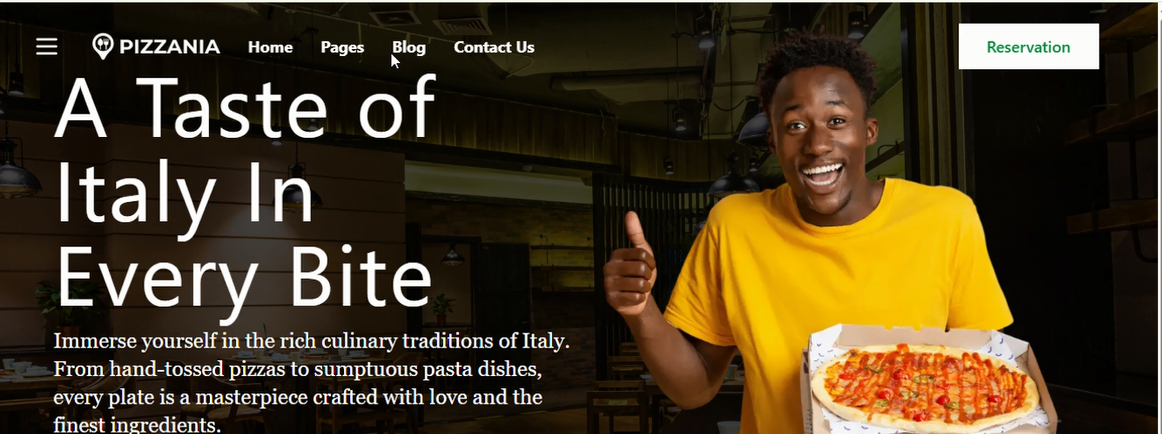 PIZZANIA Home Pages Blog Contact Us Reservation
A Taste of
Italy In
Every Bite
Immerse yourself in the rich culinary traditions of Italy.
From hand-tossed pizzas to sumptuous pasta dishes,
every plate is a masterpiece crafted with love and the
finest ingredients.